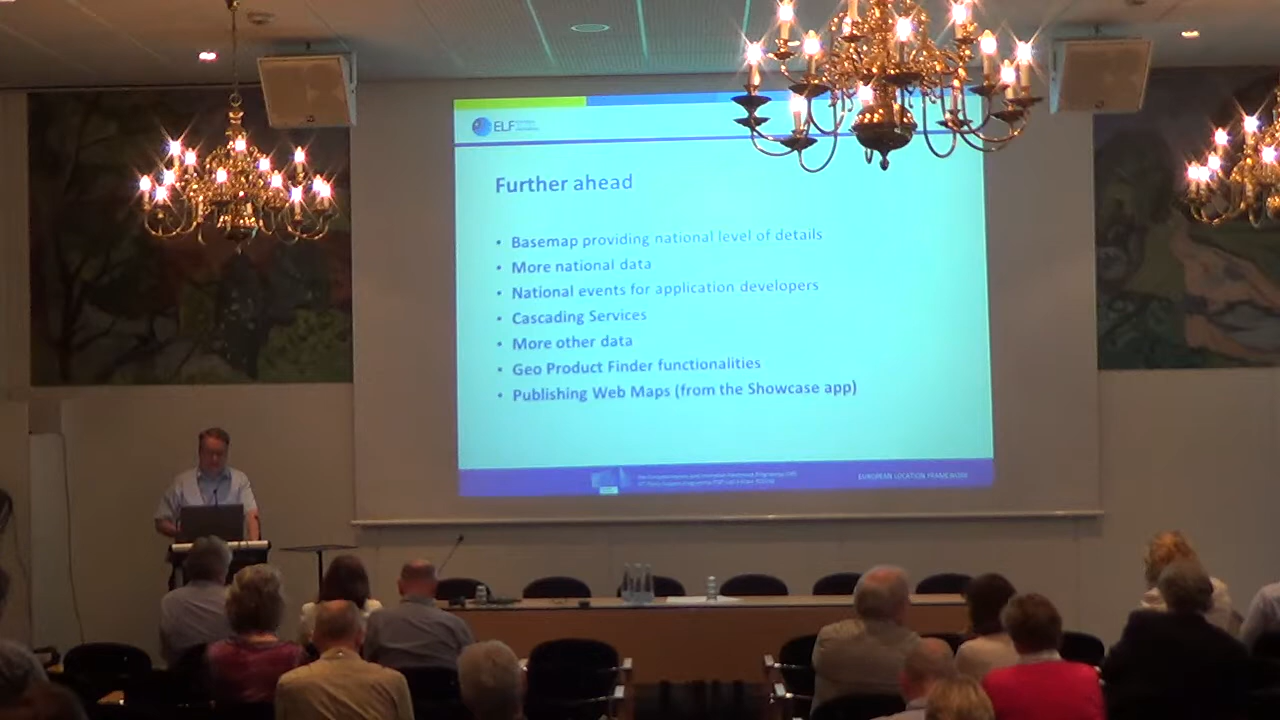 ELF
Further ahead
• Basemap providing national level of details
• More national data
• National events for application developers
• Cascading Services
• More other data
• Geo Product Finder functionalities
• Publishing Web Maps (from the Showcase app)
EUROPEAN LOCATION FRAMEWORK